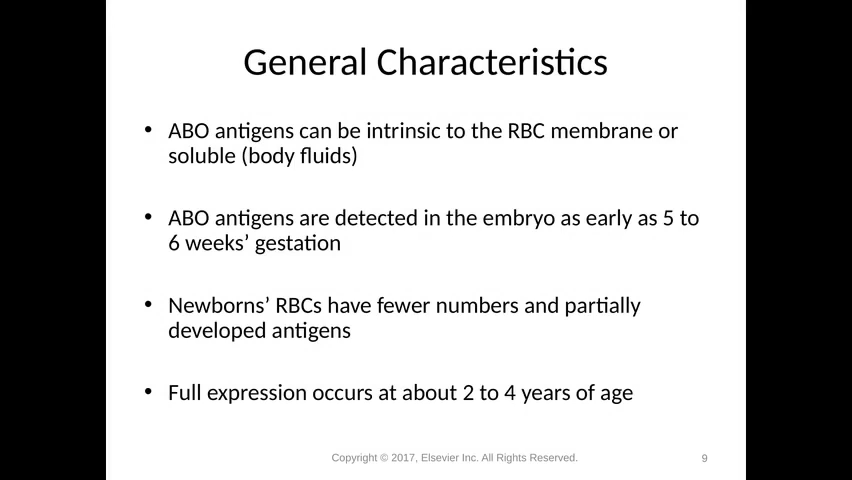 General Characteristics
• ABO antigens can be intrinsic to the RBC membrane or
soluble (body fluids)
• ABO antigens are detected in the embryo as early as 5 to
6 weeks’ gestation
• Newborns’ RBCs have fewer numbers and partially
developed antigens
• Full expression occurs at about 2 to 4 years of age
Copyright © 2017, Elsevier Inc. All Rights Reserved.
9